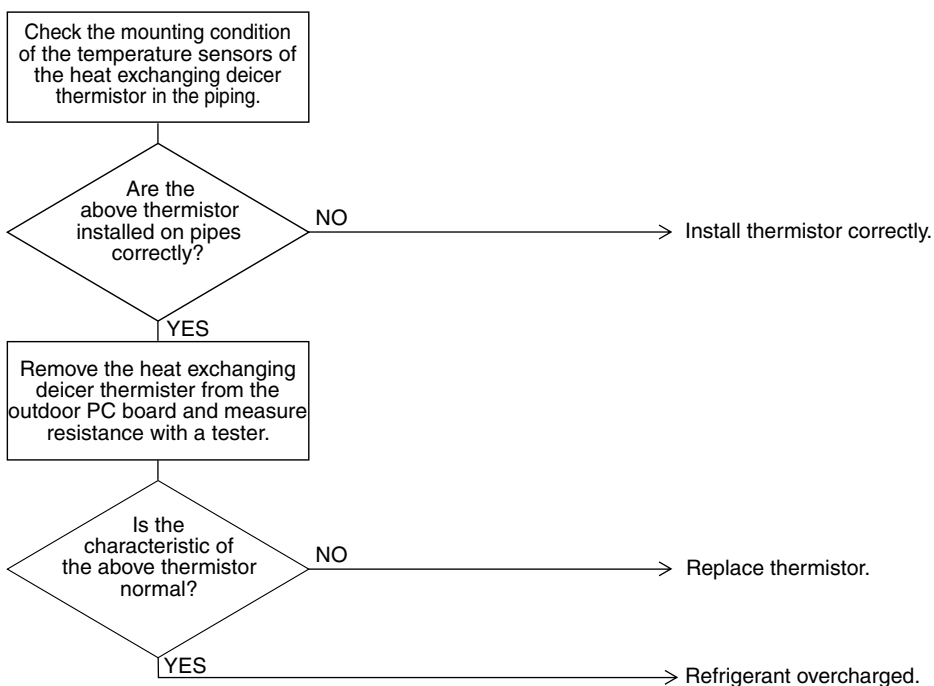 Check the mounting condition
of the temperature sensors of
the heat exchanging deicer
thermistor in the piping.
Are the
above thermistor
installed on pipes
correctly?
NO
Install thermistor correctly.
YES
Remove the heat exchanging
deicer thermister from the
outdoor PC board and measure
resistance with a tester.
Is the
characteristic of
the above thermistor
normal?
NO
Replace thermistor.
YES
Refrigerant overcharged.